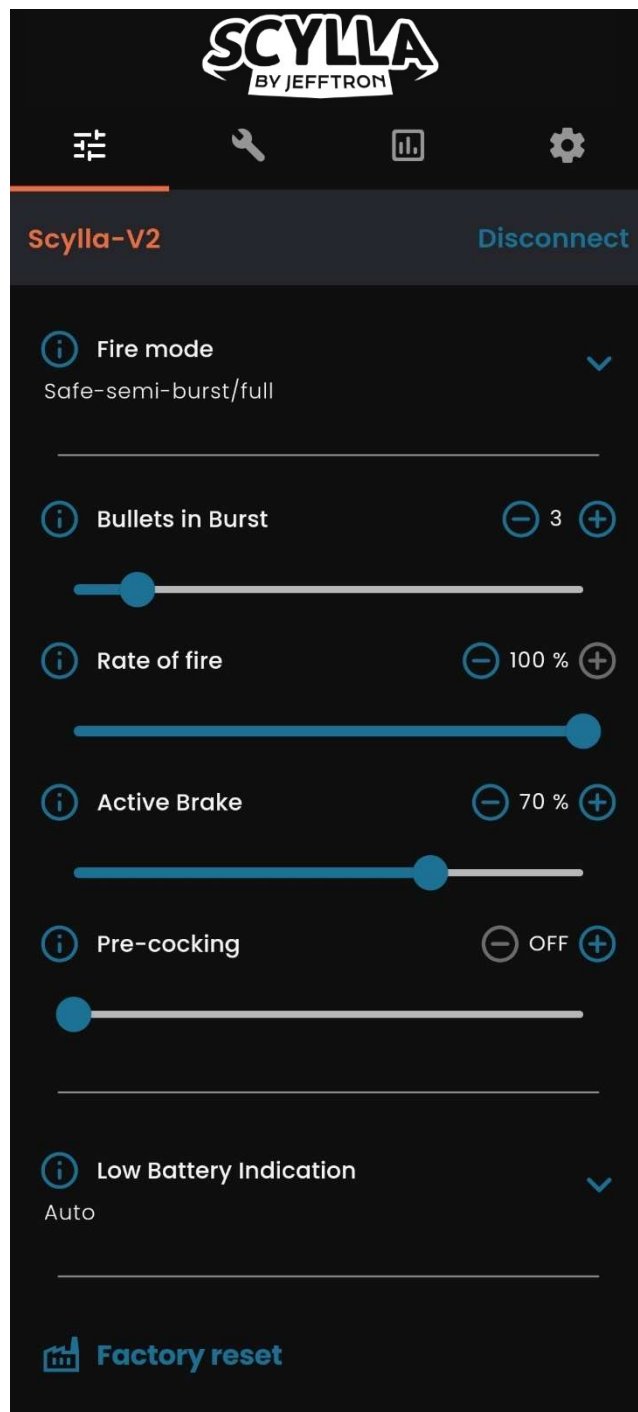 SCYLLA
BY JEFFTRON
Scylla-V2 Disconnect
Fire mode
Safe-semi-burst/full
Bullets in Burst 3
Rate of fire 100 %
Active Brake 70 %
Pre-cocking OFF
Low Battery Indication
Auto
Factory reset